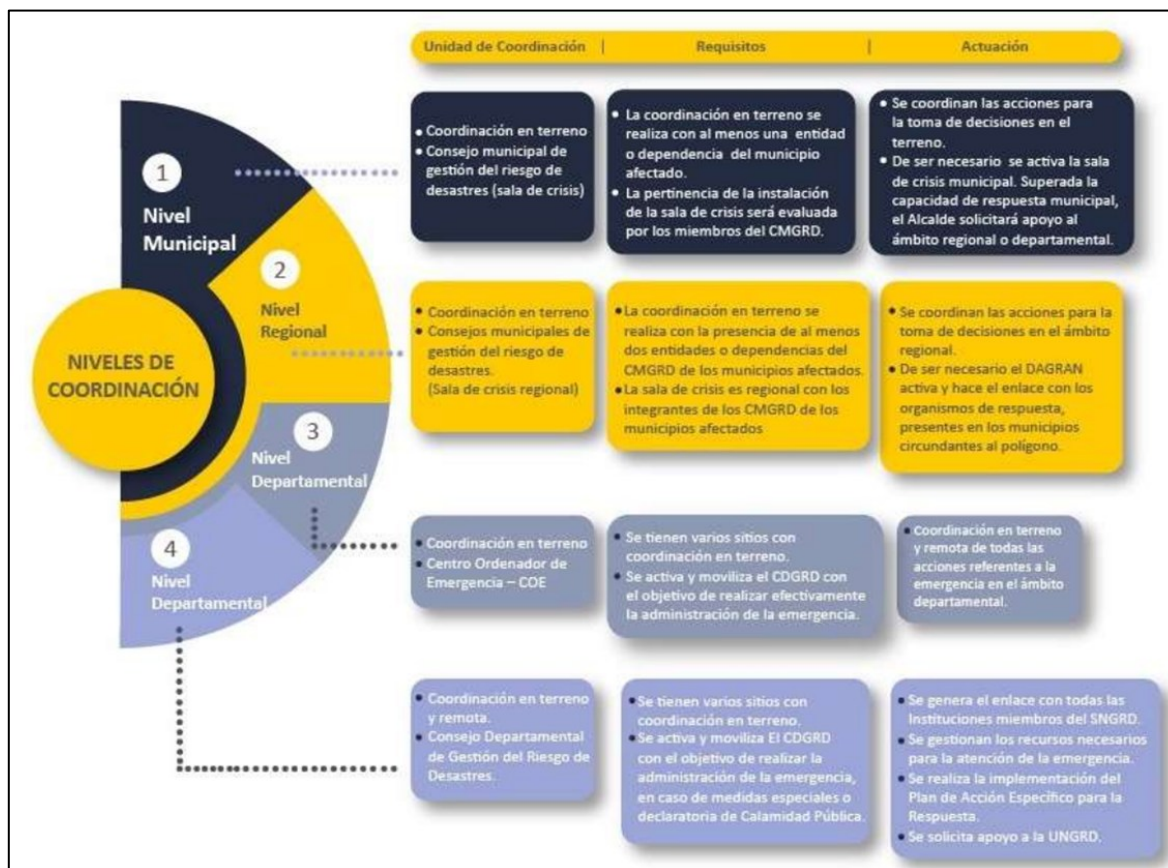 Unidad de Coordinación | Requisitos | Actuación
1
Nivel
Municipal
2
Nivel
Regional
3
Nivel
Departamental
4
Nivel
Departamental
NIVELES DE
COORDINACIÓN
• Coordinación en terreno
• Consejo municipal de
gestión del riesgo de
desastres (sala de crisis)
• La coordinación en terreno se
realiza con al menos una entidad
o dependencia del municipio
afectado.
• La pertinencia de la instalación
de la sala de crisis será evaluada
por los miembros del CMGRD.
• Se coordinan las acciones para
la toma de decisiones en el
terreno.
• De ser necesario se activa la sala
de crisis municipal. Superada la
capacidad de respuesta municipal,
el Alcalde solicitará apoyo al
ámbito regional o departamental.
• Coordinación en terreno
• Consejos municipales de
gestión del riesgo de
desastres.
(Sala de crisis regional)
• La coordinación en terreno se
realiza con la presencia de al menos
dos entidades o dependencias del
CMGRD de los municipios afectados.
• La sala de crisis es regional con los
integrantes de los CMGRD de los
municipios afectados
• Se coordinan las acciones para la
toma de decisiones en el ámbito
regional.
• De ser necesario el DAGRAN
activa y hace el enlace con los
organismos de respuesta,
presentes en los municipios
circundantes al polígono.
• Coordinación en terreno
• Centro Ordenador de
Emergencia – COE
• Se tienen varios sitios con
coordinación en terreno.
• Se activa y moviliza el CDGRD con
el objetivo de realizar efectivamente
la administración de la emergencia.
• Coordinación en terreno
y remota de todas las
acciones referentes a la
emergencia en el ámbito
departamental.
• Coordinación en terreno
y remota.
• Consejo Departamental
de Gestión del Riesgo de
Desastres.
• Se tienen varios sitios con
coordinación en terreno.
• Se activa y moviliza El CDGRD
con el objetivo de realizar la
administración de la emergencia,
en caso de medidas especiales o
declaratoria de Calamidad Pública.
• Se genera el enlace con todas las
Instituciones miembros del SNGRD.
• Se gestionan los recursos necesarios
para la atención de la emergencia.
• Se realiza la implementación del
Plan de Acción Específico para la
Respuesta.
• Se solicita apoyo a la UNGRD.